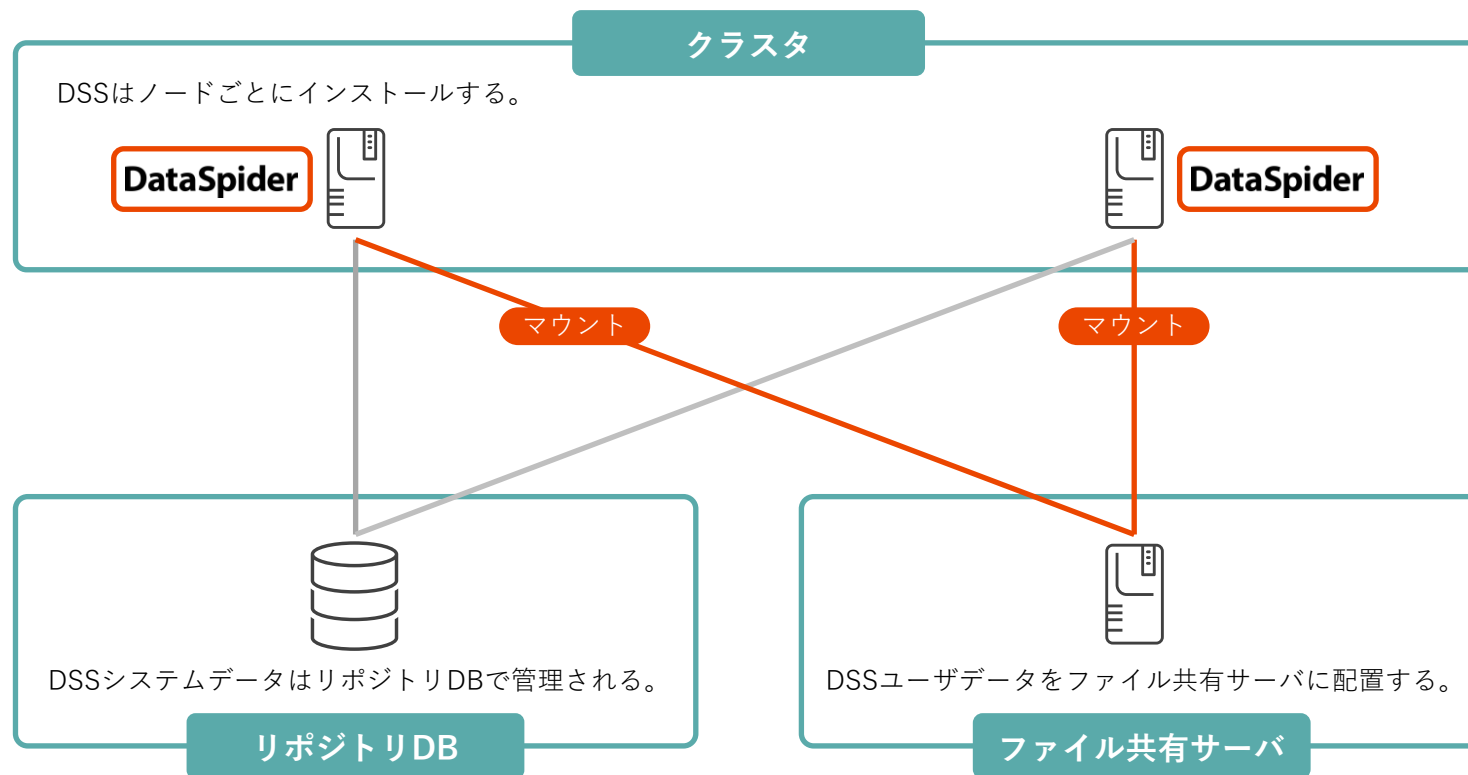 クラスタ
DSSはノードごとにインストールする。
DataSpider
DataSpider
マウント
マウント
DSSシステムデータはリポジトリDBで管理される。
DSSユーザデータをファイル共有サーバに配置する。
リポジトリDB
ファイル共有サーバ